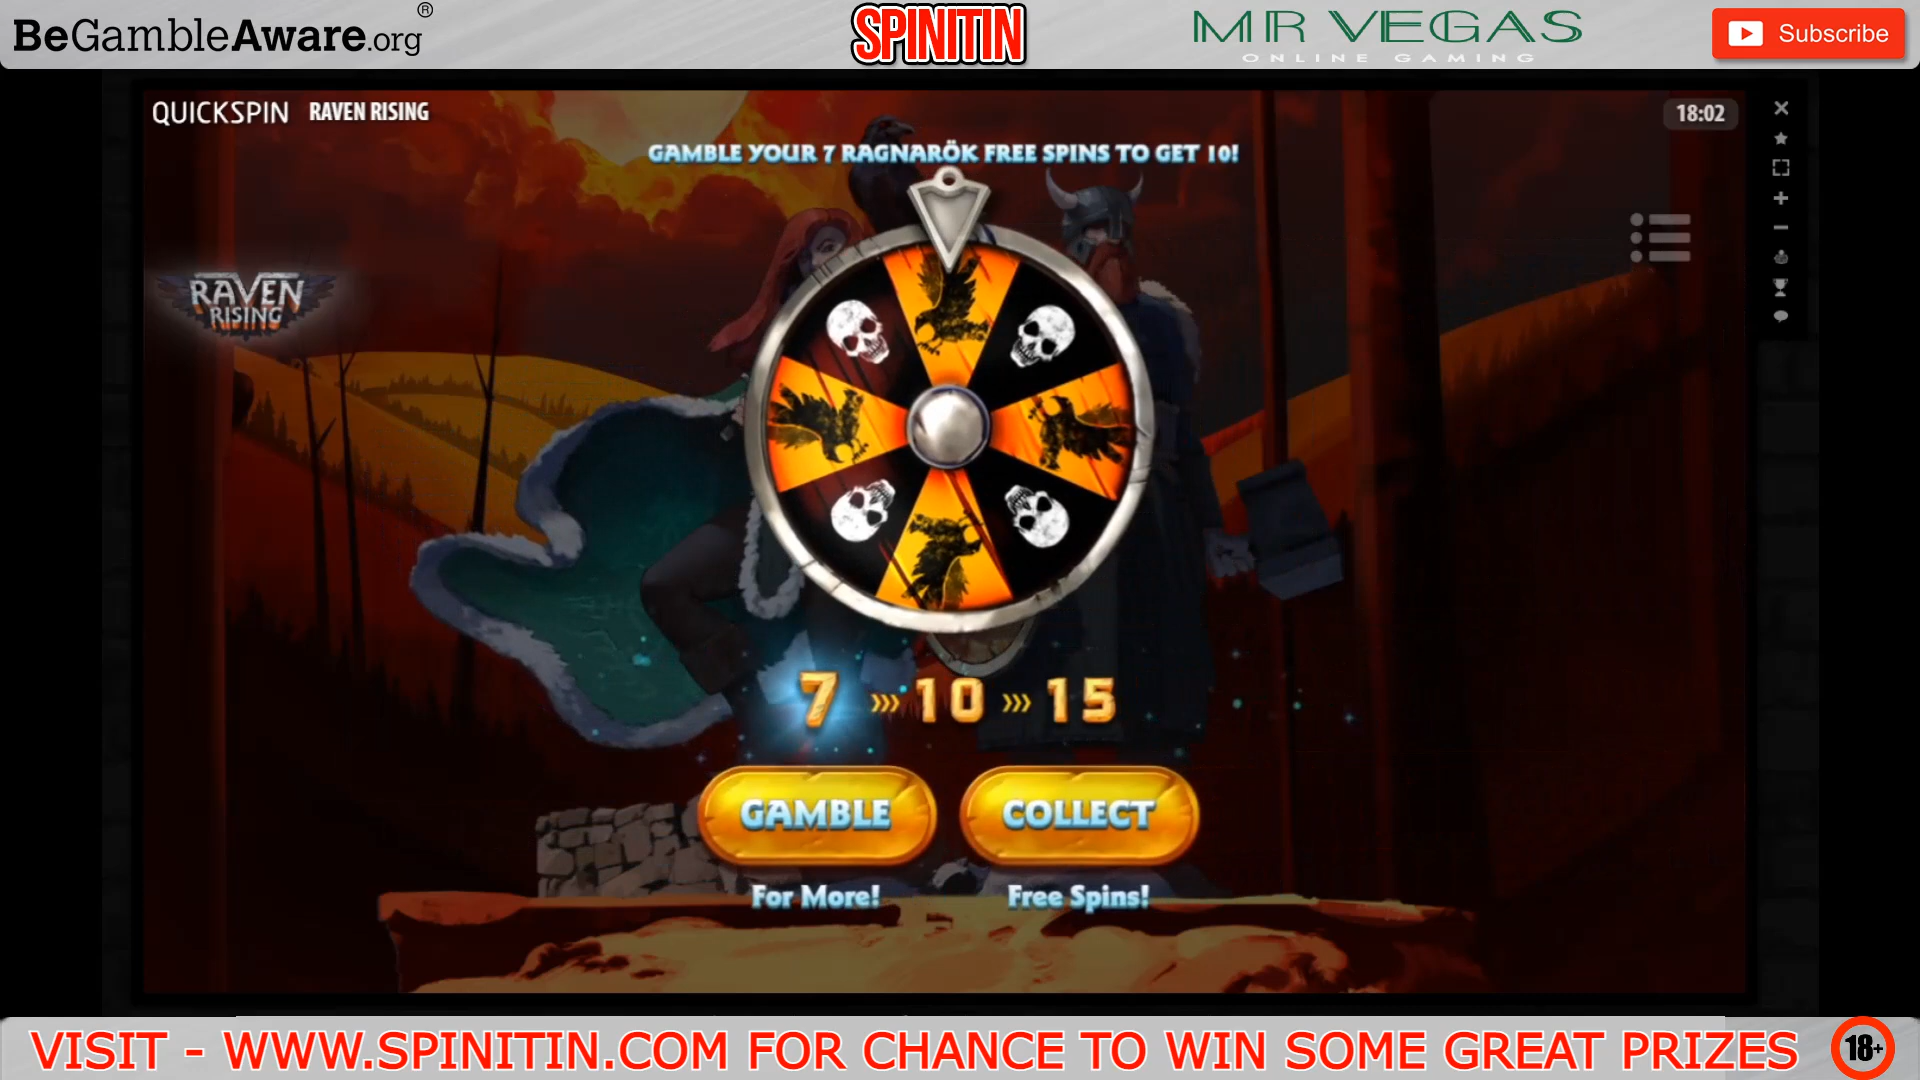 BeGambleAware.org®
SPINITIN
MR VEGAS
ONLINE GAMING
Subscribe
QUICKSPIN RAVEN RISING
18:02
GAMBLE YOUR 7 RAGNARÖK FREE SPINS TO GET 10!
RAVEN
RISING
7 »» 10 »» 15
GAMBLE
COLLECT
For More!
Free Spins!
VISIT - WWW.SPINITIN.COM FOR CHANCE TO WIN SOME GREAT PRIZES
18+